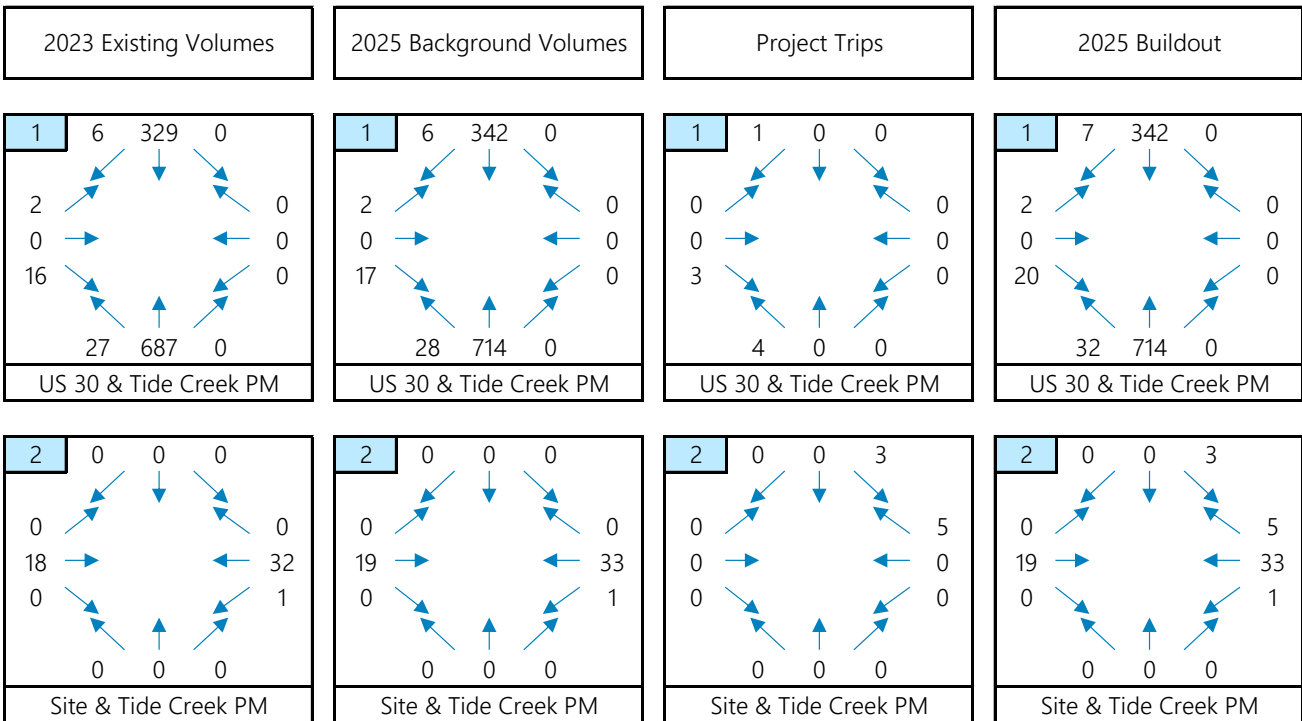 2023 Existing Volumes
2025 Background Volumes
Project Trips
2025 Buildout
1 6 329 0
2 0
0 0
16 0
27 687 0
US 30 & Tide Creek PM
1 6 342 0
2 0
0 0
17 0
28 714 0
US 30 & Tide Creek PM
1 1 0 0
0 0
0 0
3 0
4 0 0
US 30 & Tide Creek PM
1 7 342 0
2 0
0 0
20 0
32 714 0
US 30 & Tide Creek PM
2 0 0 0
0 0
18 32
0 1
0 0 0
Site & Tide Creek PM
2 0 0 0
0 0
19 33
0 1
0 0 0
Site & Tide Creek PM
2 0 0 3
0 5
0 0
0 0
0 0 0
Site & Tide Creek PM
2 0 0 3
0 5
19 33
0 1
0 0 0
Site & Tide Creek PM